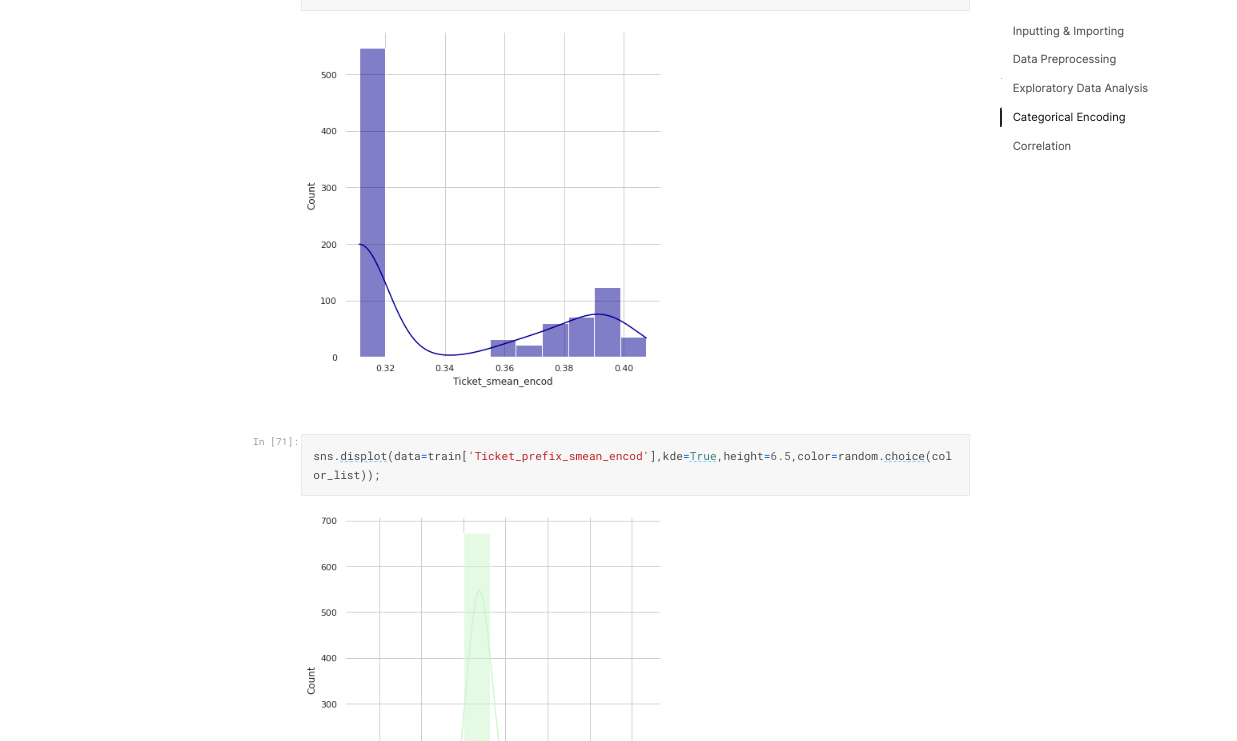 500
400
300
200
100
0
Count
0.32
0.34
0.36
0.38
0.40
Ticket_smean_encod
In [71]:
sns.displot(data=train['Ticket_prefix_smean_encod'],kde=True,height=6.5,color=random.choice(col
or_list));
700
600
500
400
300
Count
Inputting & Importing
Data Preprocessing
Exploratory Data Analysis
Categorical Encoding
Correlation